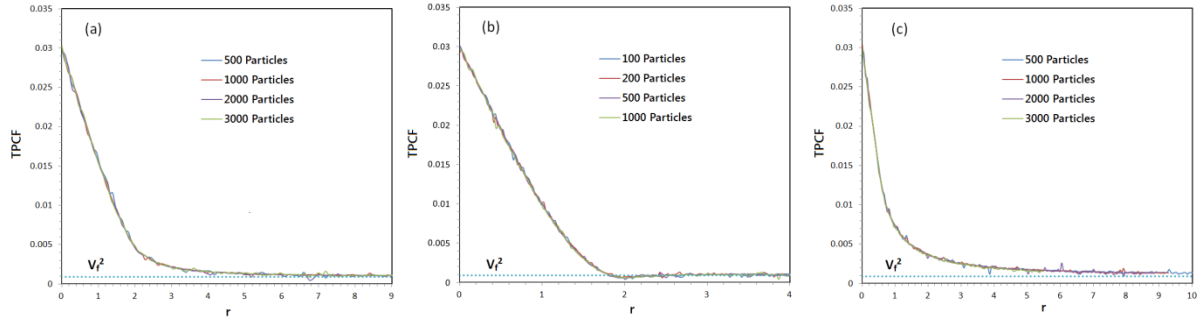 0.035
0.03
0.025
0.02
0.015
0.01
0.005
0
TPCF
(a)
500 Particles
1000 Particles
2000 Particles
3000 Particles
Vf²
0 1 2 3 4 5 6 7 8 9
r
0.035
0.03
0.025
0.02
0.015
0.01
0.005
0
TPCF
(b)
100 Particles
200 Particles
500 Particles
1000 Particles
Vf²
0 1 2 3 4
r
0.035
0.03
0.025
0.02
0.015
0.01
0.005
0
TPCF
(c)
500 Particles
1000 Particles
2000 Particles
3000 Particles
Vf²
0 1 2 3 4 5 6 7 8 9 10
r